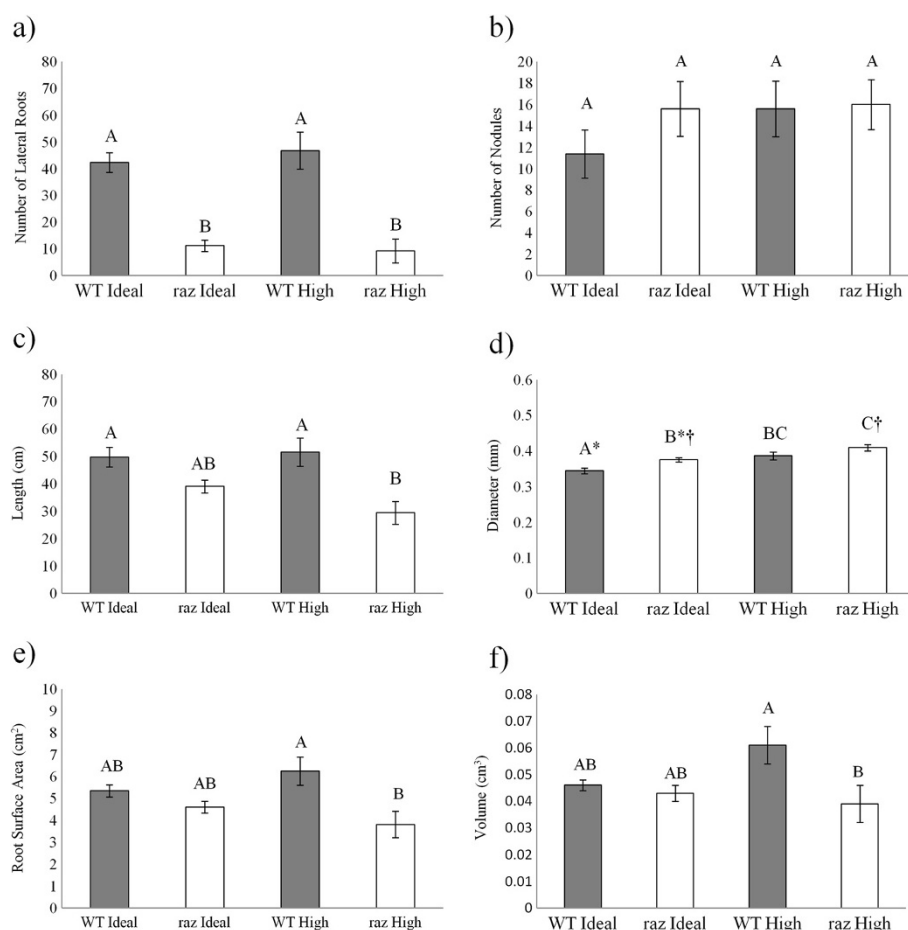 a)
Number of Lateral Roots
80
70
60
50
40
30
20
10
0
A
B
A
B
WT Ideal raz Ideal WT High raz High
b)
Number of Nodules
20
18
16
14
12
10
8
6
4
2
0
A
A
A
A
WT Ideal raz Ideal WT High raz High
c)
Length (cm)
80
70
60
50
40
30
20
10
0
A
AB
A
B
WT Ideal raz Ideal WT High raz High
d)
Diameter (mm)
0.6
0.5
0.4
0.3
0.2
0.1
0
A*
B*†
BC
C†
WT Ideal raz Ideal WT High raz High
e)
Root Surface Area (cm²)
10
9
8
7
6
5
4
3
2
1
0
AB
AB
A
B
WT Ideal raz Ideal WT High raz High
f)
Volume (cm³)
0.08
0.07
0.06
0.05
0.04
0.03
0.02
0.01
0
AB
AB
A
B
WT Ideal raz Ideal WT High raz High